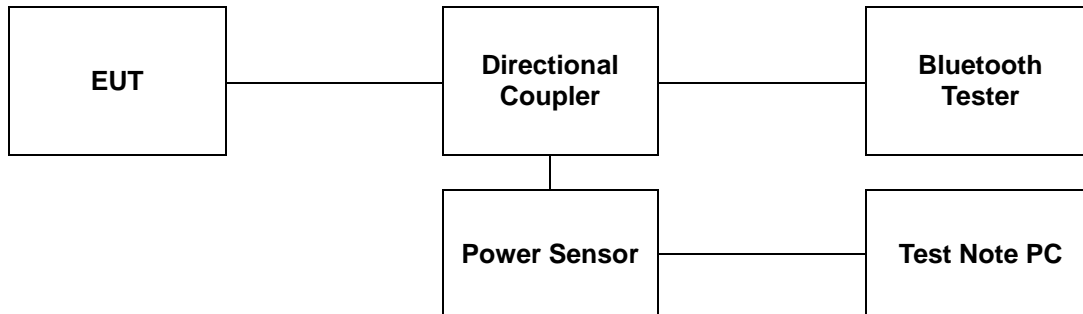 EUT
Directional
Coupler
Bluetooth
Tester
Power Sensor
Test Note PC